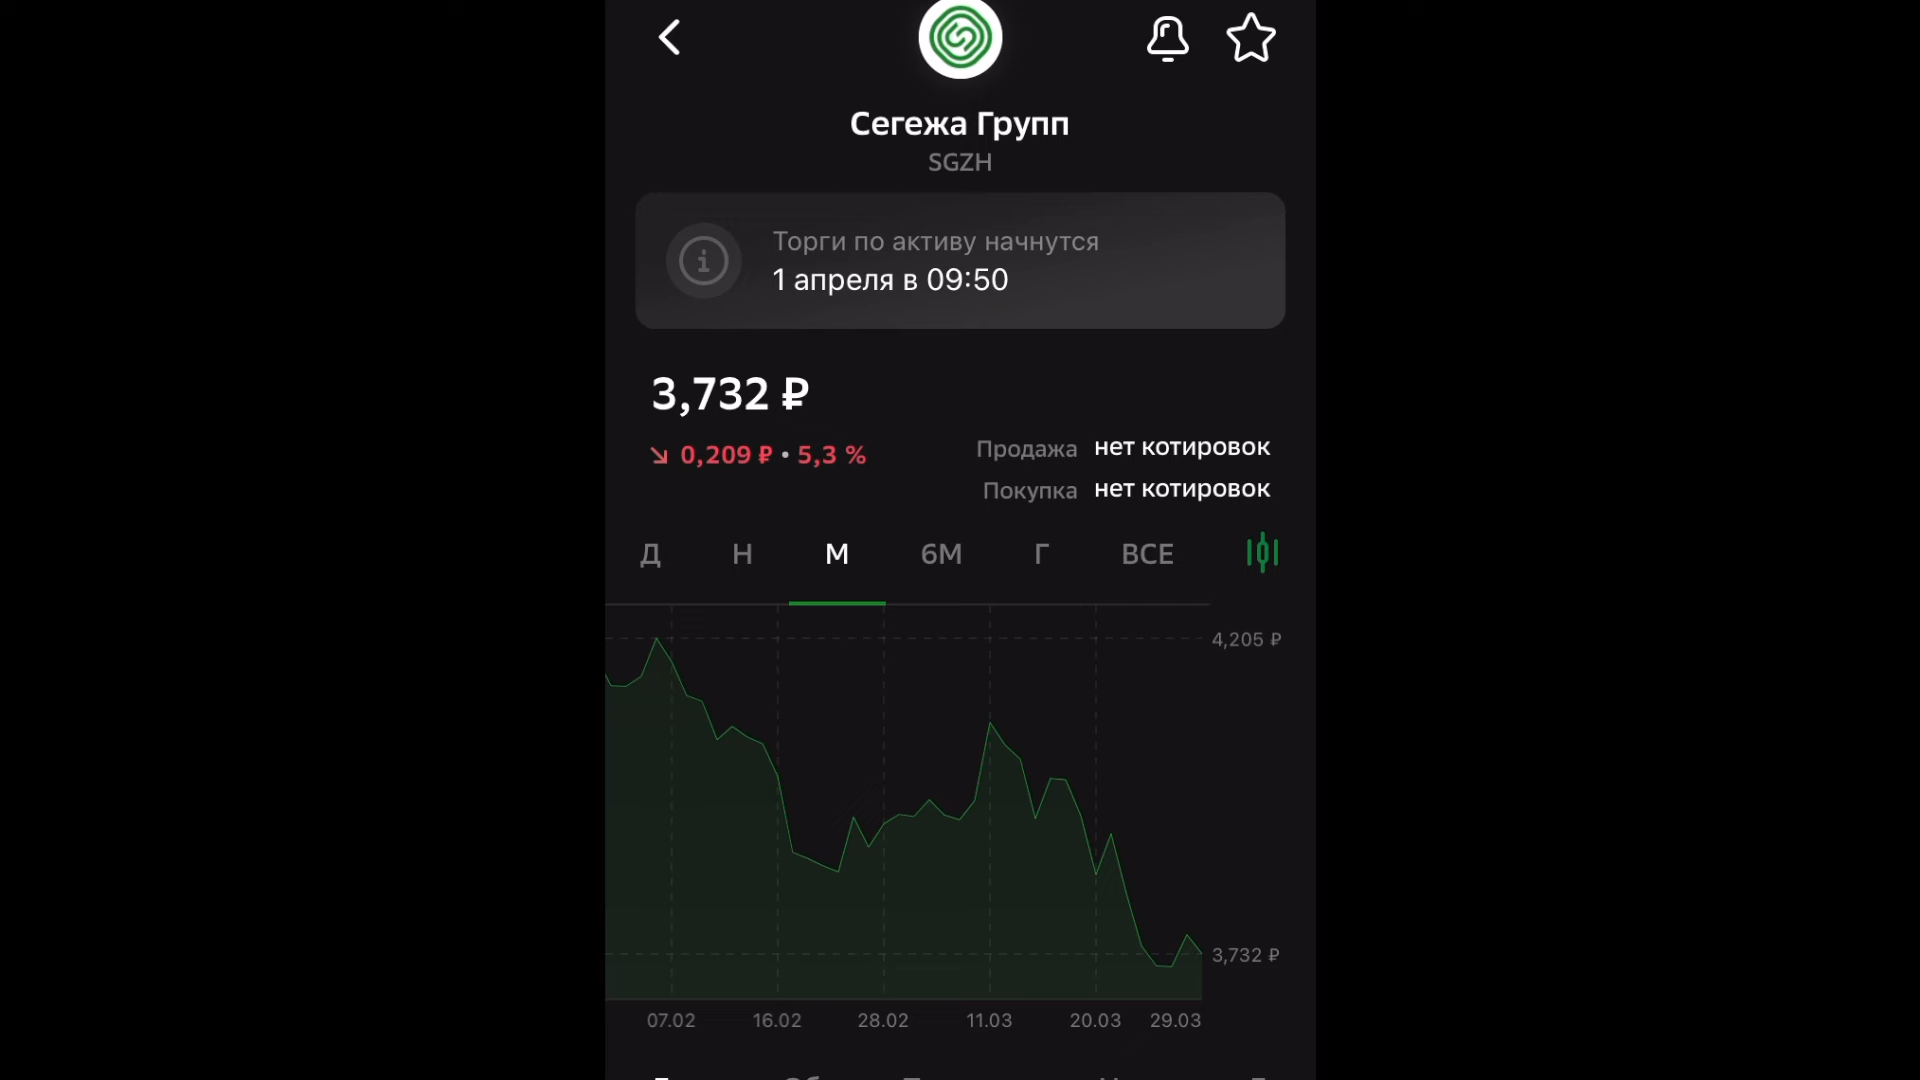 Сегежа Групп
SGZH
Торги по активу начнутся
1 апреля в 09:50
3,732 ₽
0,209 ₽ • 5,3 %
Продажа нет котировок
Покупка нет котировок
Д Н М 6М Г ВСЕ
4,205 ₽
3,732 ₽
07.02 16.02 28.02 11.03 20.03 29.03